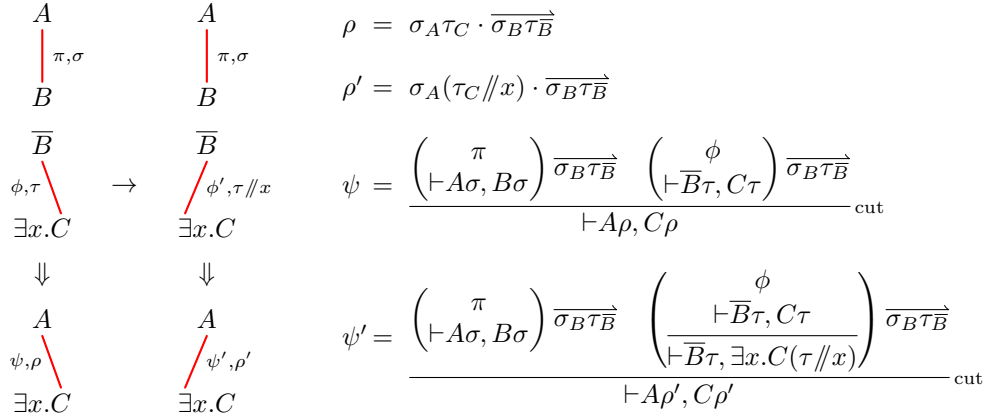 A A
π,σ π,σ
B B
B̅ B̅
ϕ,τ → ϕ′,τ⫽x
∃x.C ∃x.C
⇓ ⇓
A A
ψ,ρ ψ′,ρ′
∃x.C ∃x.C
ρ = σ_A τ_C · \overrightarrow{σ_B τ_{\overline{B}}}
ρ′ = σ_A(τ_C⫽x) · \overrightarrow{σ_B τ_{\overline{B}}}
π ϕ
ψ = (⊢Aσ, Bσ) \overrightarrow{σ_B τ_{\overline{B}}} (⊢B̅τ, Cτ) \overrightarrow{σ_B τ_{\overline{B}}}
cut
⊢Aρ, Cρ
ϕ
π ⊢B̅τ, Cτ
ψ′ = (⊢Aσ, Bσ) \overrightarrow{σ_B τ_{\overline{B}}} (⊢B̅τ, ∃x.C(τ⫽x)) \overrightarrow{σ_B τ_{\overline{B}}}
cut
⊢Aρ′, Cρ′